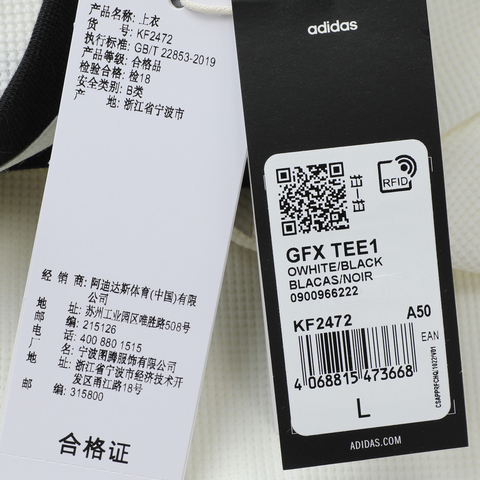 产品名称: 上衣
货号: KF2472
执行标准: GB/T 22853-2019
产品等级: 合格品
检验合格: 检18
安全类别: B类
产地: 浙江省宁波市
经销商: 阿迪达斯体育(中国)有限
公司
地址: 苏州工业园区唯胜路508号
邮编: 215126
电话: 400 880 1515
厂名: 宁波图腾服饰有限公司
厂址: 宁波市经济技术开
发区甬江路18号
邮编: 315800
合格证
adidas
RFID
GFX TEE1
OWHITE/BLACK
BLACAS/NOIR
0900966222
KF2472 A50
EAN
4 068815 473668
L
ADIDAS.COM